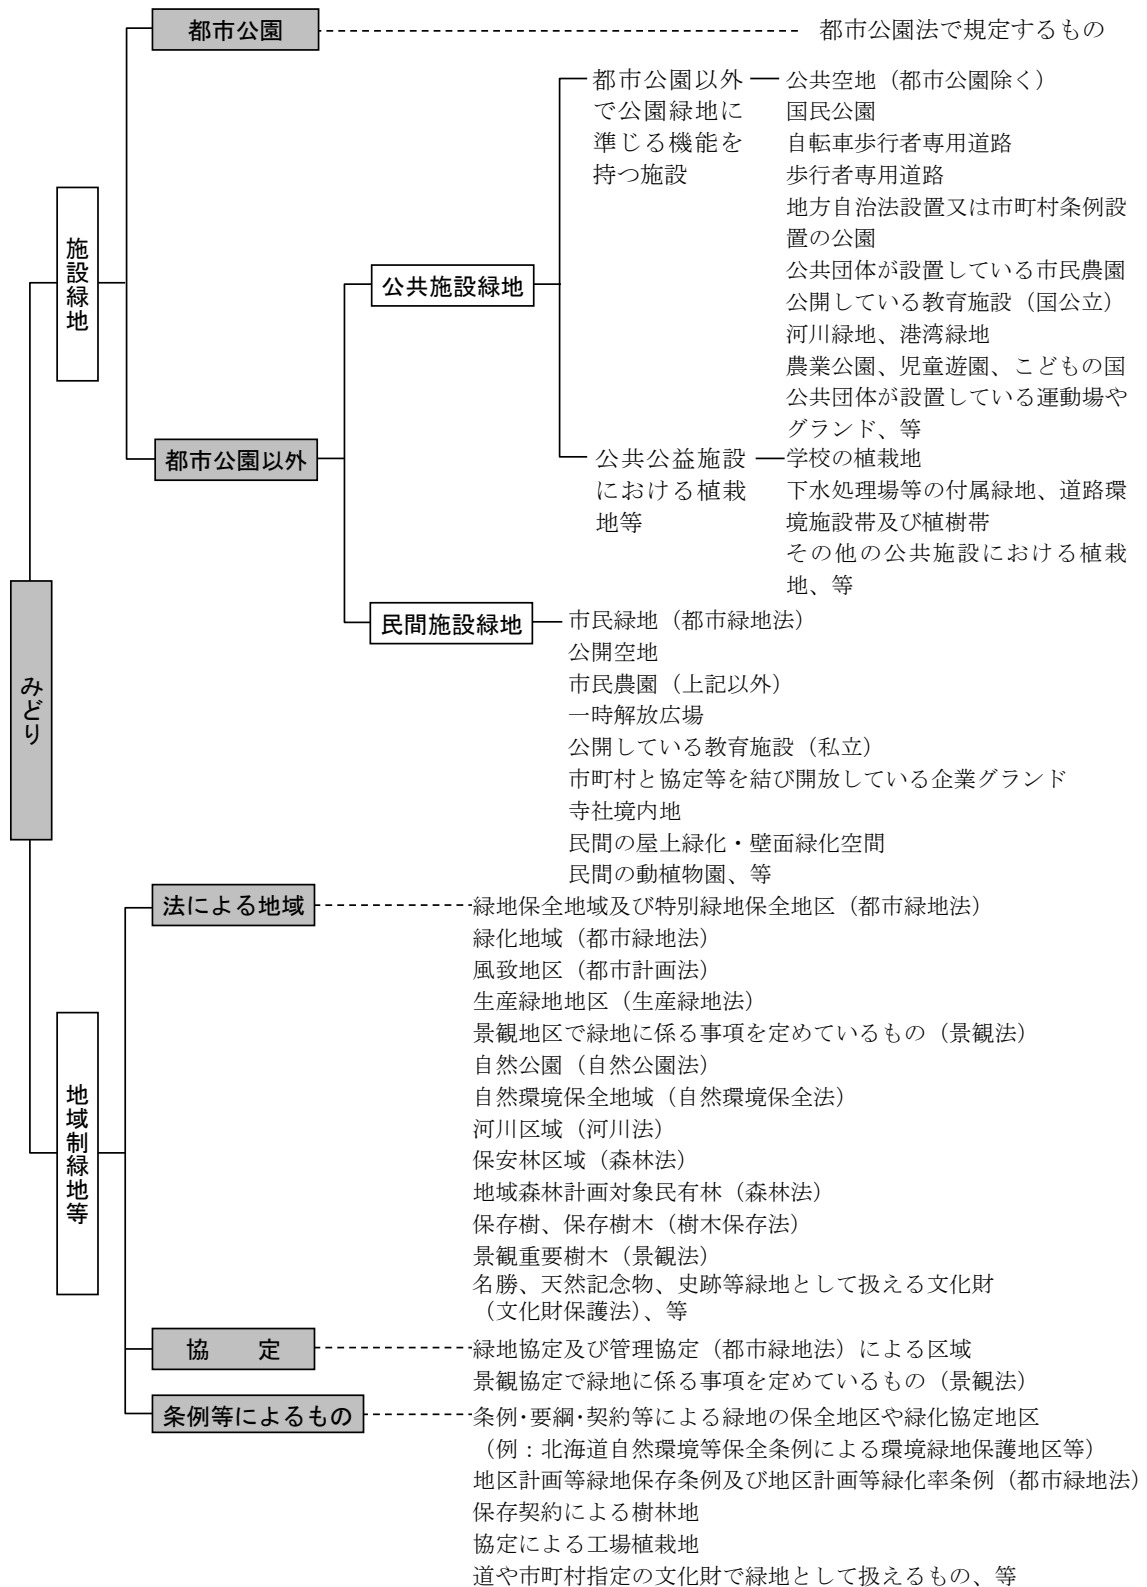 都市公園
都市公園法で規定するもの
都市公園以外
で公園緑地に
準じる機能を
持つ施設
公共空地（都市公園除く）
国民公園
自転車歩行者専用道路
歩行者専用道路
地方自治法設置又は市町村条例設
置の公園
公共団体が設置している市民農園
公開している教育施設（国公立）
河川緑地、港湾緑地
農業公園、児童遊園、こどもの国
公共団体が設置している運動場や
グランド、等
施設緑地
公共施設緑地
都市公園以外
公共公益施設
における植栽
地等
学校の植栽地
下水処理場等の付属緑地、道路環
境施設帯及び植樹帯
その他の公共施設における植栽
地、等
民間施設緑地
市民緑地（都市緑地法）
公開空地
市民農園（上記以外）
一時解放広場
公開している教育施設（私立）
市町村と協定等を結び開放している企業グランド
寺社境内地
民間の屋上緑化・壁面緑化空間
民間の動植物園、等
みどり
法による地域
緑地保全地域及び特別緑地保全地区（都市緑地法）
緑化地域（都市緑地法）
風致地区（都市計画法）
生産緑地地区（生産緑地法）
景観地区で緑地に係る事項を定めているもの（景観法）
自然公園（自然公園法）
自然環境保全地域（自然環境保全法）
河川区域（河川法）
保安林区域（森林法）
地域森林計画対象民有林（森林法）
保存樹、保存樹木（樹木保存法）
景観重要樹木（景観法）
名勝、天然記念物、史跡等緑地として扱える文化財
（文化財保護法）、等
地域制緑地等
協　　定
緑地協定及び管理協定（都市緑地法）による区域
景観協定で緑地に係る事項を定めているもの（景観法）
条例等によるもの
条例・要綱・契約等による緑地の保全地区や緑化協定地区
（例：北海道自然環境等保全条例による環境緑地保護地区等）
地区計画等緑地保存条例及び地区計画等緑化率条例（都市緑地法）
保存契約による樹林地
協定による工場植栽地
道や市町村指定の文化財で緑地として扱えるもの、等